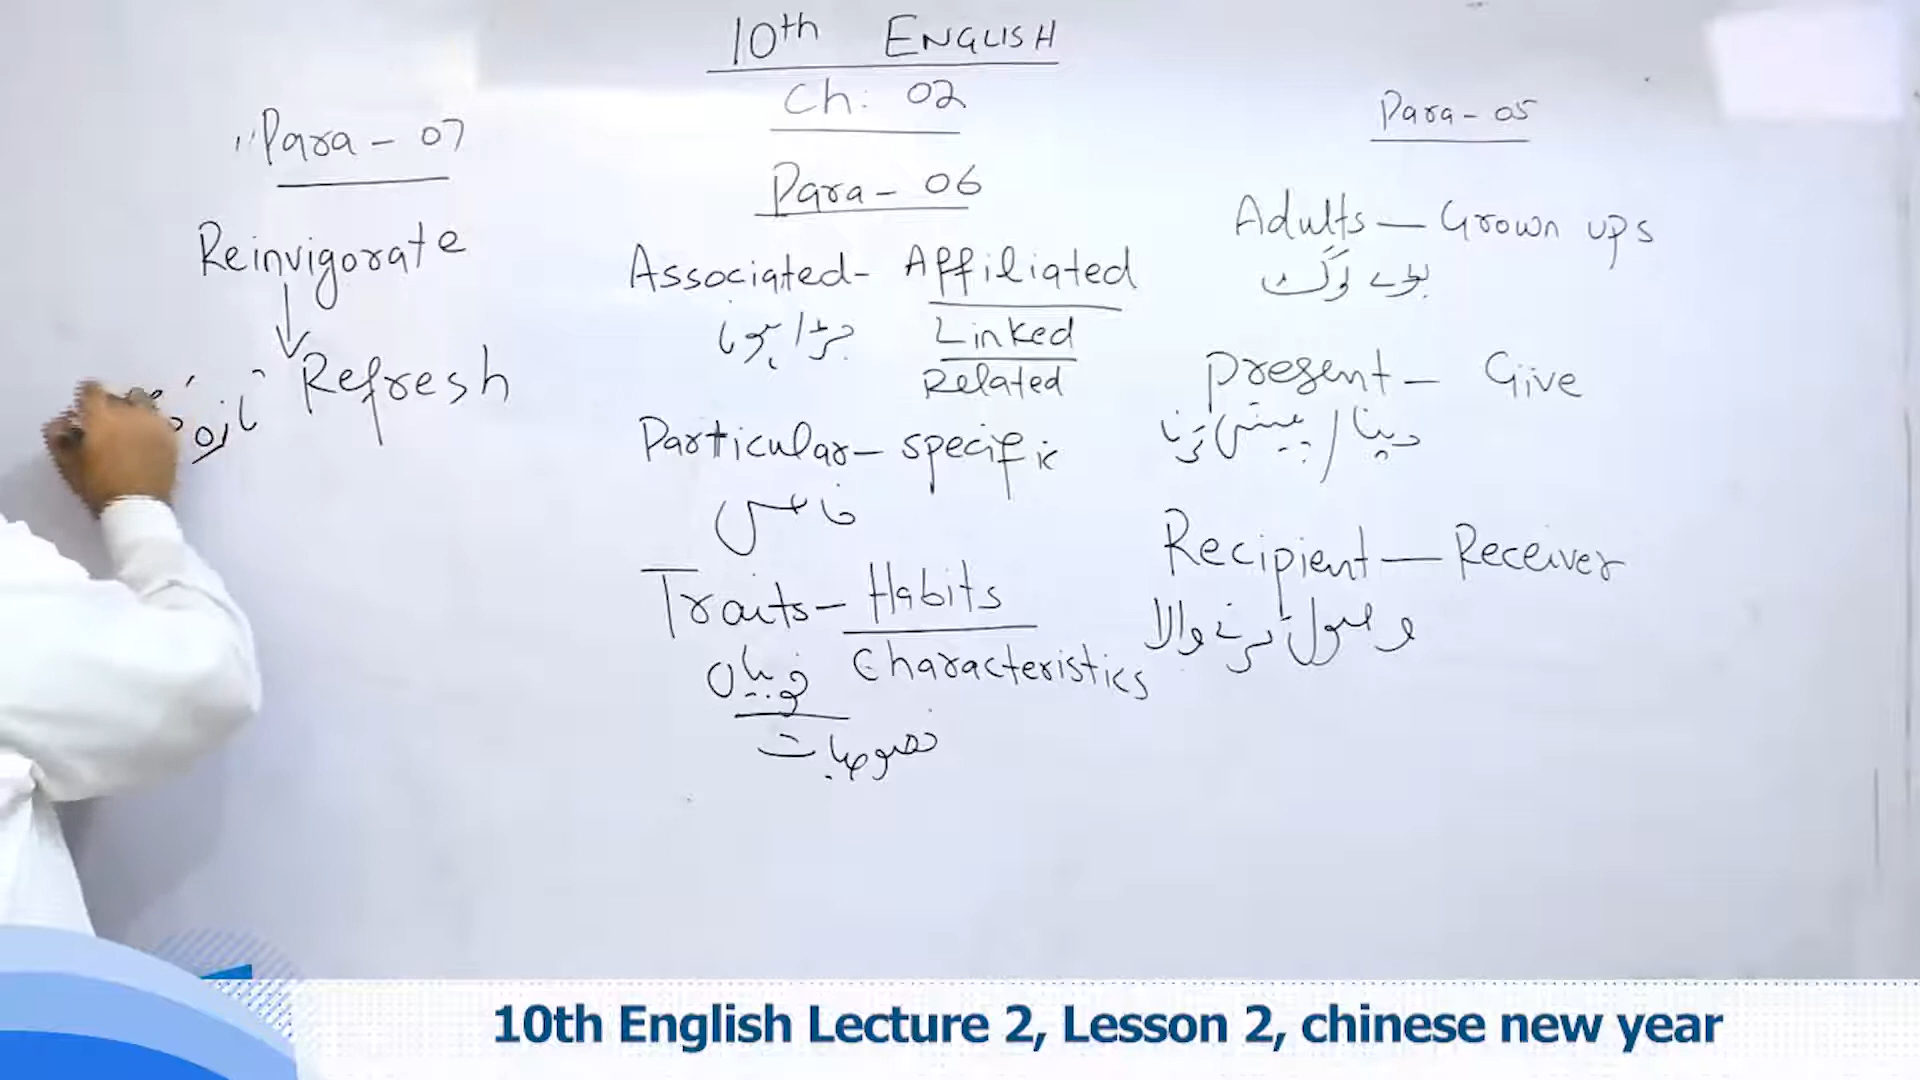 10th ENGLISH
Ch: 02
Para - 07
Reinvigorate
Refresh
Para - 06
Associated - Affiliated
جڑا ہونا
Linked
Related
Particular - specific
خاص
Traits - Habits
خوبیاں
Characteristics
خصوصیات
Para - 05
Adults - Grown ups
بڑے لوگ
present - Give
دینا / پیش کرنا
Recipient - Receiver
وصول کرنے والا
10th English Lecture 2, Lesson 2, chinese new year